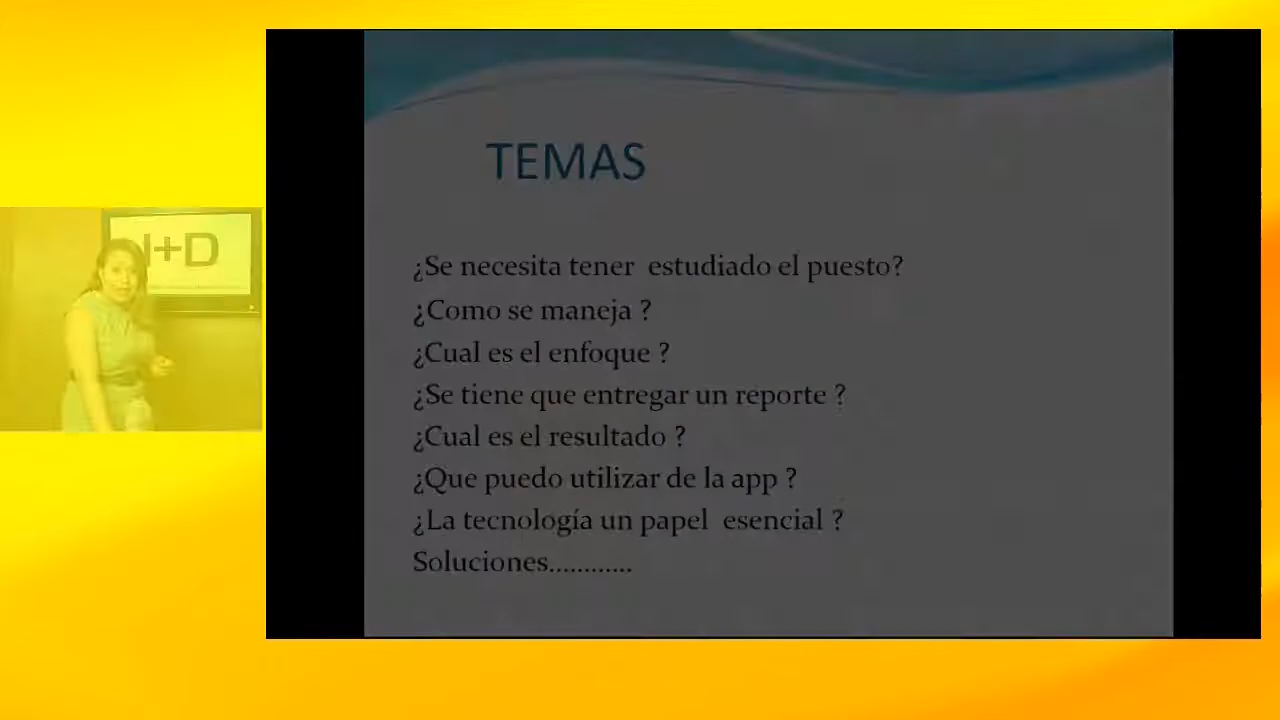 I+D
TEMAS
¿Se necesita tener estudiado el puesto?
¿Como se maneja ?
¿Cual es el enfoque ?
¿Se tiene que entregar un reporte ?
¿Cual es el resultado ?
¿Que puedo utilizar de la app ?
¿La tecnología un papel esencial ?
Soluciones............